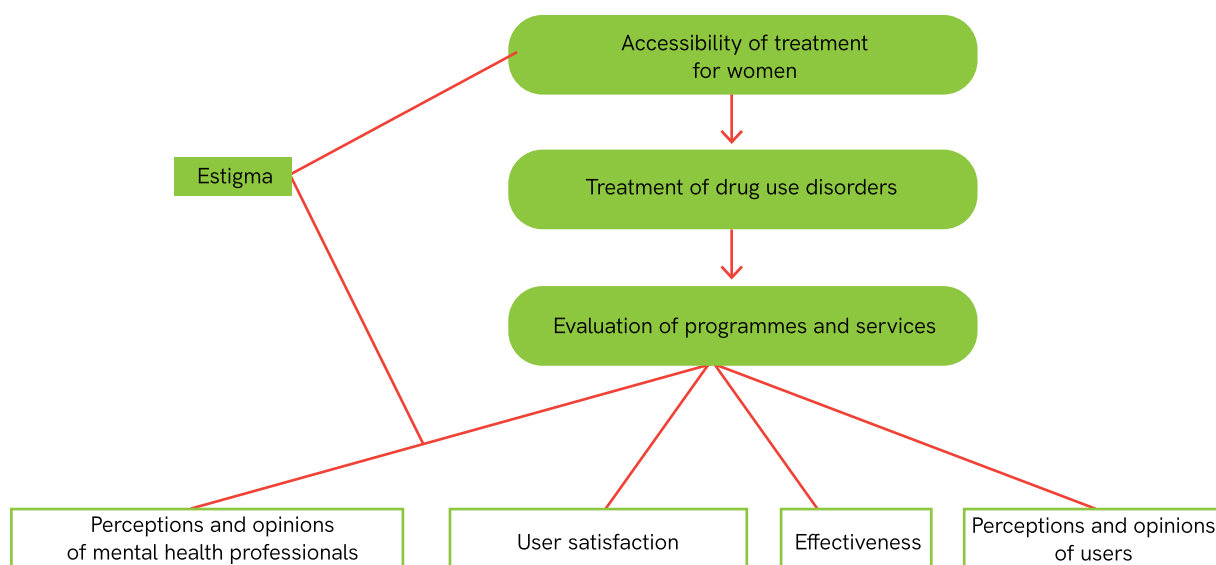 Accessibility of treatment
for women
Estigma
Treatment of drug use disorders
Evaluation of programmes and services
Perceptions and opinions
of mental health professionals
User satisfaction
Effectiveness
Perceptions and opinions
of users